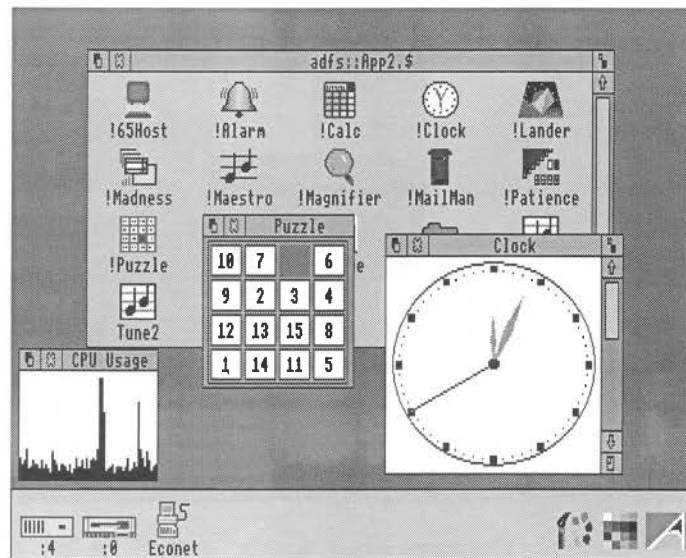 adfs::App2.$
!65Host !Alarm !Calc !Clock !Lander
!Madness !Maestro !Magnifier !MailMan !Patience
Puzzle
Clock
!Puzzle
10 7 6
9 2 3 4
Tune2
12 13 15 8
CPU Usage
1 14 11 5
:4 :0 Econet